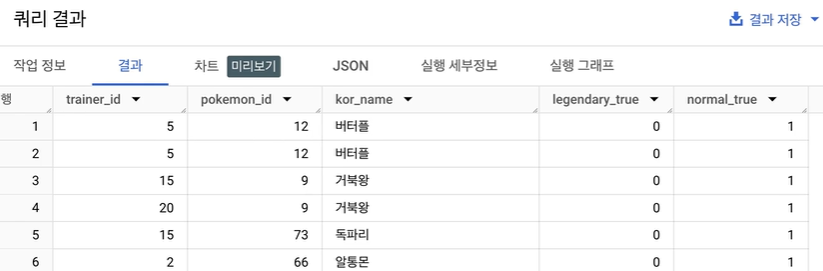 쿼리 결과
결과 저장
작업 정보 결과 차트 미리보기 JSON 실행 세부정보 실행 그래프
행 trainer_id pokemon_id kor_name legendary_true normal_true
1 5 12 버터플 0 1
2 5 12 버터플 0 1
3 15 9 거북왕 0 1
4 20 9 거북왕 0 1
5 15 73 독파리 0 1
6 2 66 알통몬 0 1